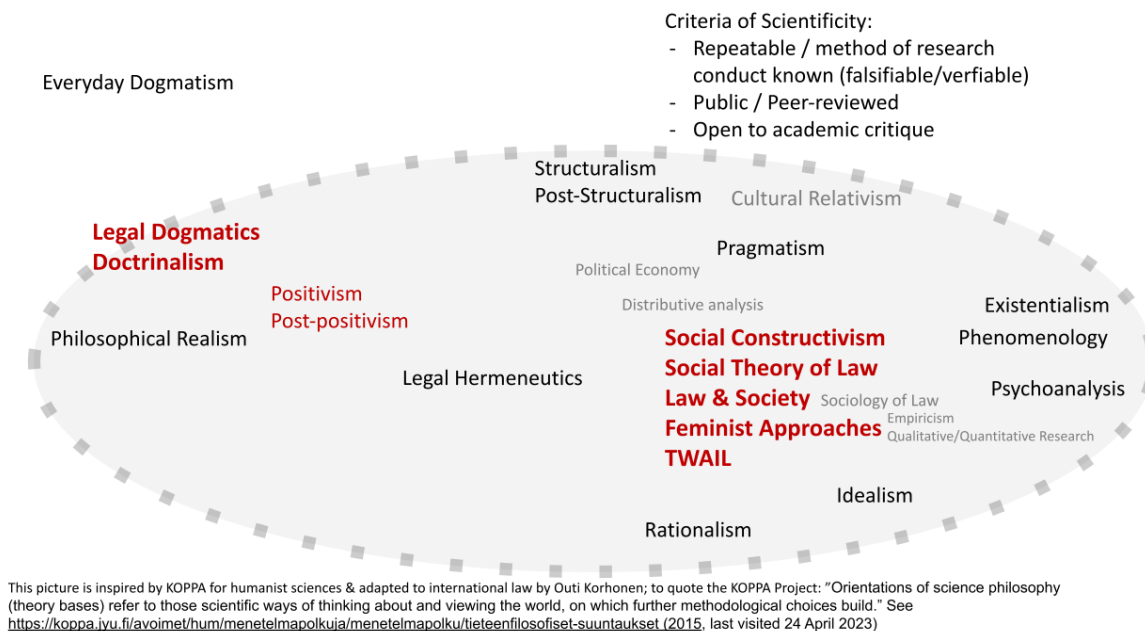 Criteria of Scientificity:
- Repeatable / method of research
conduct known (falsifiable/verfiable)
- Public / Peer-reviewed
- Open to academic critique
Everyday Dogmatism
Structuralism
Post-Structuralism
Cultural Relativism
Legal Dogmatics
Doctrinalism
Pragmatism
Political Economy
Positivism
Post-positivism
Distributive analysis
Existentialism
Philosophical Realism
Phenomenology
Social Constructivism
Social Theory of Law
Legal Hermeneutics
Law & Society
Sociology of Law
Psychoanalysis
Empiricism
Feminist Approaches
Qualitative/Quantitative Research
TWAIL
Idealism
Rationalism
This picture is inspired by KOPPA for humanist sciences & adapted to international law by Outi Korhonen; to quote the KOPPA Project: ”Orientations of science philosophy
(theory bases) refer to those scientific ways of thinking about and viewing the world, on which further methodological choices build.” See
https://koppa.jyu.fi/avoimet/hum/menetelmapolkuja/menetelmapolku/tieteenfilosofiset-suuntaukset (2015, last visited 24 April 2023)